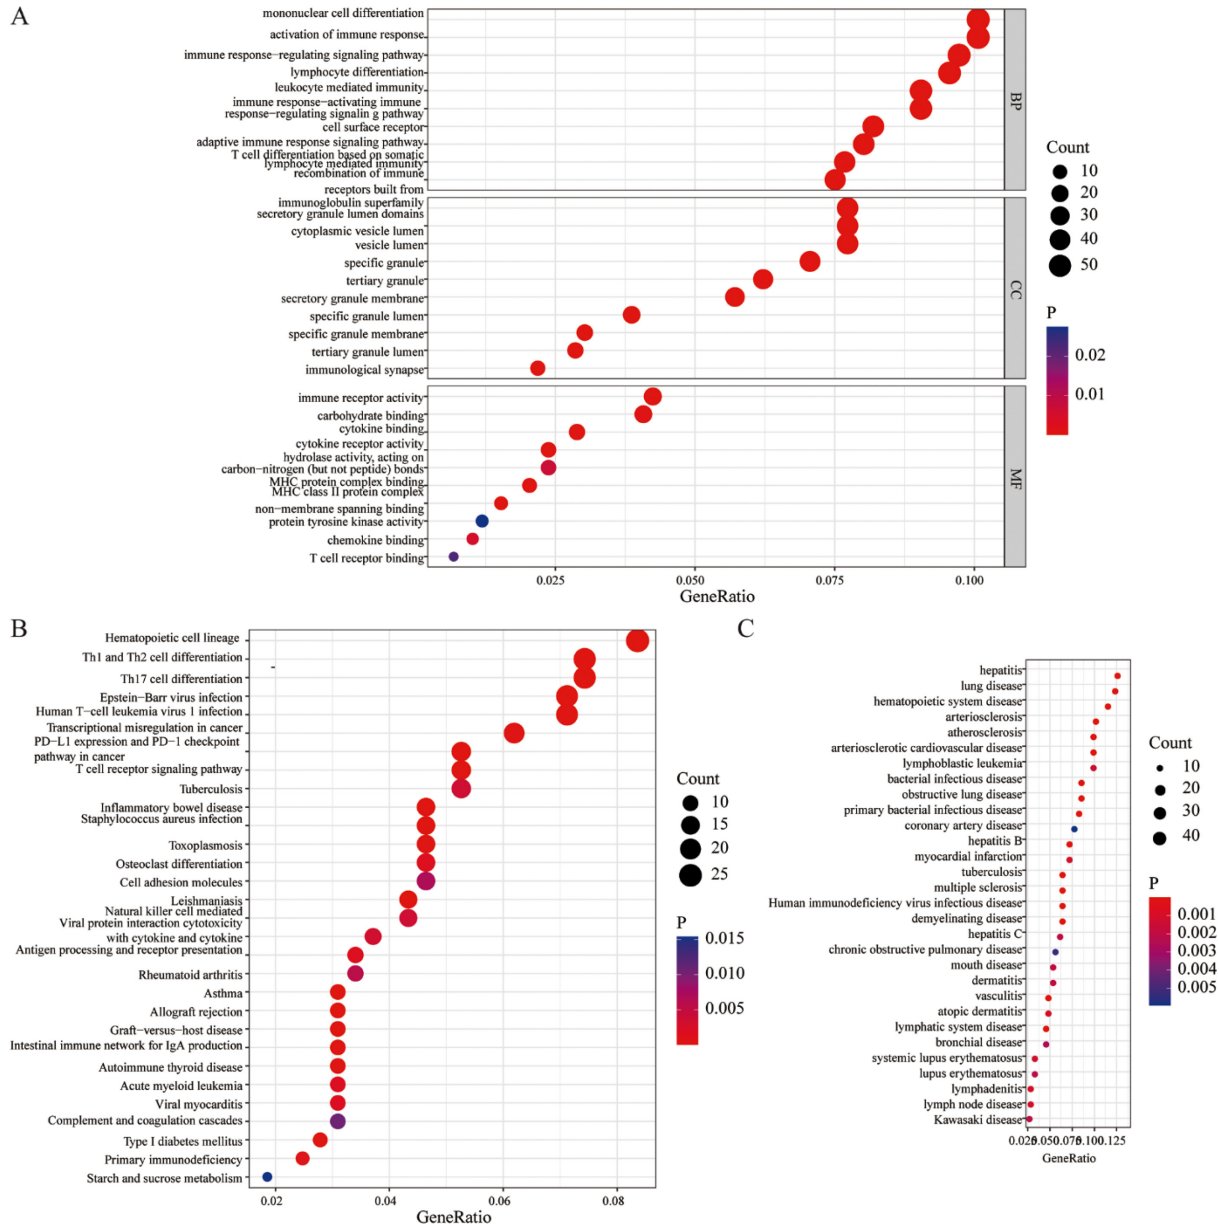 A
mononuclear cell differentiation
activation of immune response
immune response-regulating signaling pathway
lymphocyte differentiation
leukocyte mediated immunity
immune response-activating immune
response-regulating signalin g pathway
cell surface receptor
adaptive immune response signaling pathway
T cell differentiation based on somatic
lymphocyte mediated immunity
recombination of immune
receptors built from
immunoglobulin superfamily
secretory granule lumen domains
cytoplasmic vesicle lumen
vesicle lumen
specific granule
tertiary granule
secretory granule membrane
specific granule lumen
specific granule membrane
tertiary granule lumen
immunological synapse
immune receptor activity
carbohydrate binding
cytokine binding
cytokine receptor activity
hydrolase activity, acting on
carbon-nitrogen (but not peptide) bonds
MHC protein complex binding
MHC class II protein complex
non-membrane spanning binding
protein tyrosine kinase activity
chemokine binding
T cell receptor binding
BP
CC
MF
0.025 0.050 0.075 0.100
GeneRatio
Count
10
20
30
40
50
P
0.02
0.01
B
Hematopoietic cell lineage
Th1 and Th2 cell differentiation
Th17 cell differentiation
Epstein-Barr virus infection
Human T-cell leukemia virus 1 infection
Transcriptional misregulation in cancer
PD-L1 expression and PD-1 checkpoint
pathway in cancer
T cell receptor signaling pathway
Tuberculosis
Inflammatory bowel disease
Staphylococcus aureus infection
Toxoplasmosis
Osteoclast differentiation
Cell adhesion molecules
Leishmaniasis
Natural killer cell mediated
Viral protein interaction cytotoxicity
with cytokine and cytokine
Antigen processing and receptor presentation
Rheumatoid arthritis
Asthma
Allograft rejection
Graft-versus-host disease
Intestinal immune network for IgA production
Autoimmune thyroid disease
Acute myeloid leukemia
Viral myocarditis
Complement and coagulation cascades
Type I diabetes mellitus
Primary immunodeficiency
Starch and sucrose metabolism
0.02 0.04 0.06 0.08
GeneRatio
Count
10
15
20
25
P
0.015
0.010
0.005
C
hepatitis
lung disease
hematopoietic system disease
arteriosclerosis
atherosclerosis
arteriosclerotic cardiovascular disease
lymphoblastic leukemia
bacterial infectious disease
obstructive lung disease
primary bacterial infectious disease
coronary artery disease
hepatitis B
myocardial infarction
tuberculosis
multiple sclerosis
Human immunodeficiency virus infectious disease
demyelinating disease
hepatitis C
chronic obstructive pulmonary disease
mouth disease
dermatitis
vasculitis
atopic dermatitis
lymphatic system disease
bronchial disease
systemic lupus erythematosus
lupus erythematosus
lymphadenitis
lymph node disease
Kawasaki disease
0.025 0.050 0.075 0.100 0.125
GeneRatio
Count
10
20
30
40
P
0.001
0.002
0.003
0.004
0.005